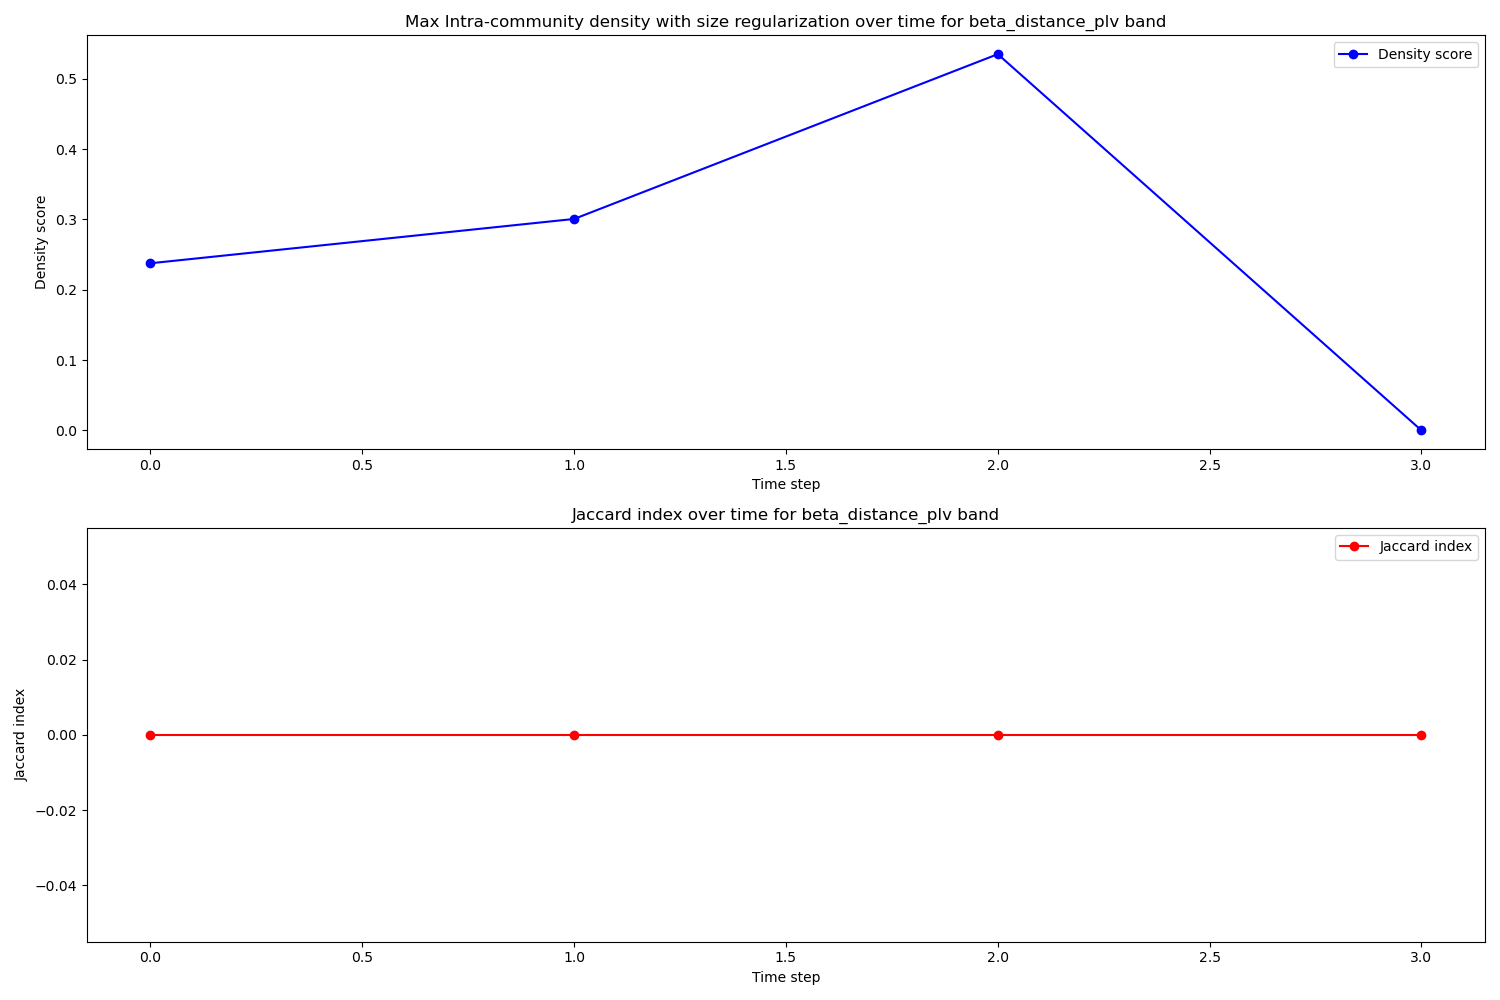 Max Intra-community density with size regularization over time for beta_distance_plv band
Density score
Density score
0.5
0.4
0.3
0.2
0.1
0.0
0.0 0.5 1.0 1.5 2.0 2.5 3.0
Time step
Jaccard index over time for beta_distance_plv band
Jaccard index
Jaccard index
0.04
0.02
0.00
−0.02
−0.04
0.0 0.5 1.0 1.5 2.0 2.5 3.0
Time step